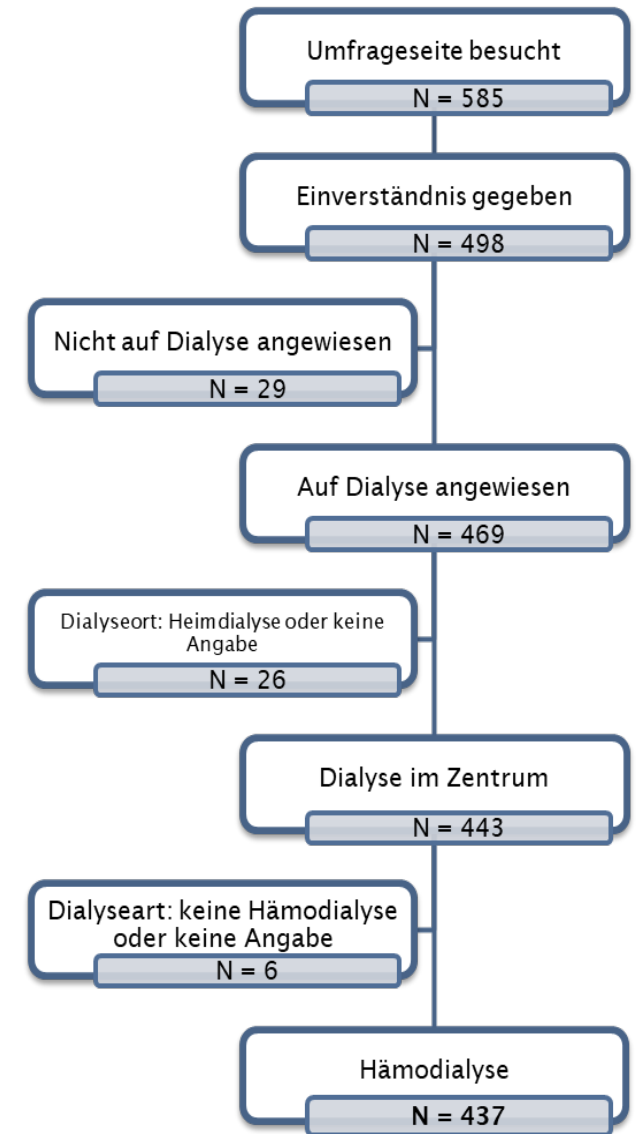 Umfrageseite besucht
N = 585
Einverständnis gegeben
N = 498
Nicht auf Dialyse angewiesen
N = 29
Auf Dialyse angewiesen
N = 469
Dialyseort: Heimdialyse oder keine
Angabe
N = 26
Dialyse im Zentrum
N = 443
Dialyseart: keine Hämodialyse
oder keine Angabe
N = 6
Hämodialyse
N = 437